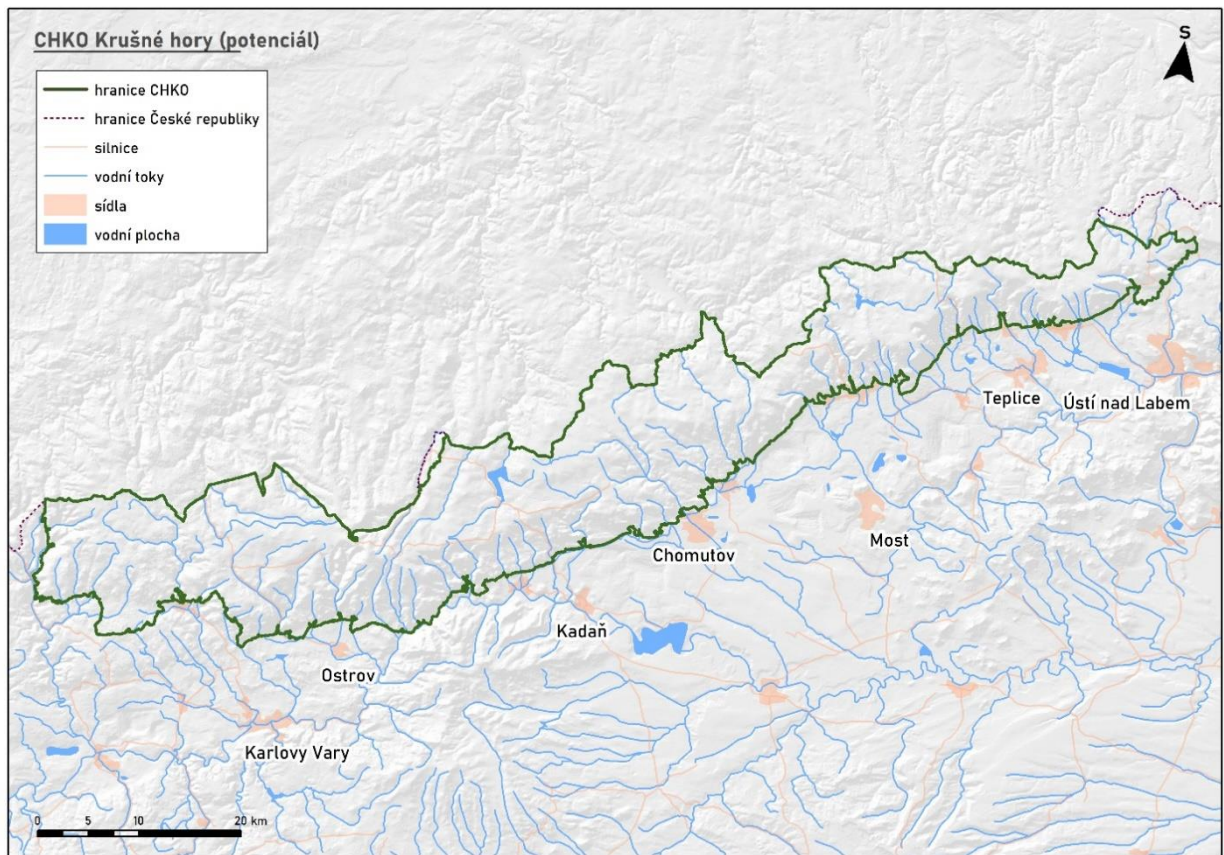 CHKO Krušné hory (potenciál)
S
hranice CHKO
hranice České republiky
silnice
vodní toky
sídla
vodní plocha
Teplice
Ústí nad Labem
Most
Chomutov
Kadaň
Ostrov
Karlovy Vary
0 5 10 20 km